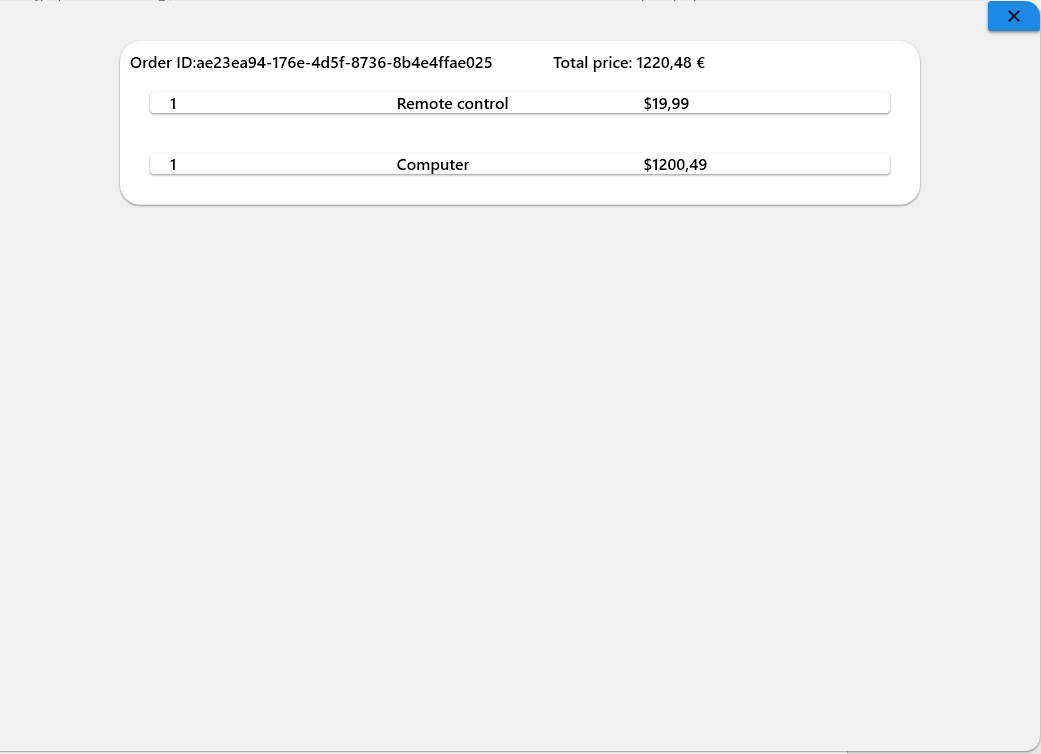 Order ID:ae23ea94-176e-4d5f-8736-8b4e4ffae025 Total price: 1220,48 €
1 Remote control $19,99
1 Computer $1200,49